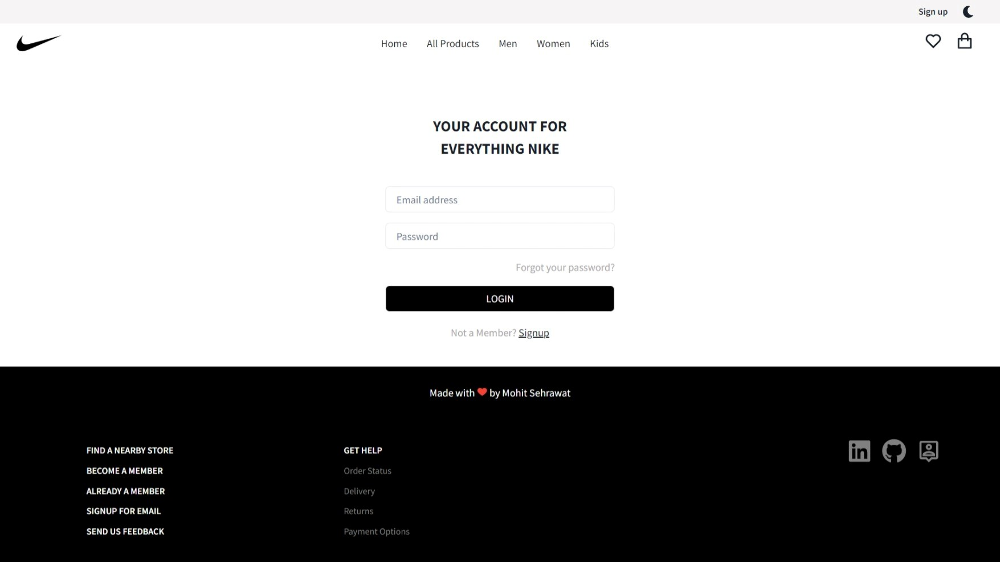 Sign up
Home All Products Men Women Kids
YOUR ACCOUNT FOR
EVERYTHING NIKE
Email address
Password
Forgot your password?
LOGIN
Not a Member? Signup
Made with ❤ by Mohit Sehrawat
FIND A NEARBY STORE
BECOME A MEMBER
ALREADY A MEMBER
SIGNUP FOR EMAIL
SEND US FEEDBACK
GET HELP
Order Status
Delivery
Returns
Payment Options
in